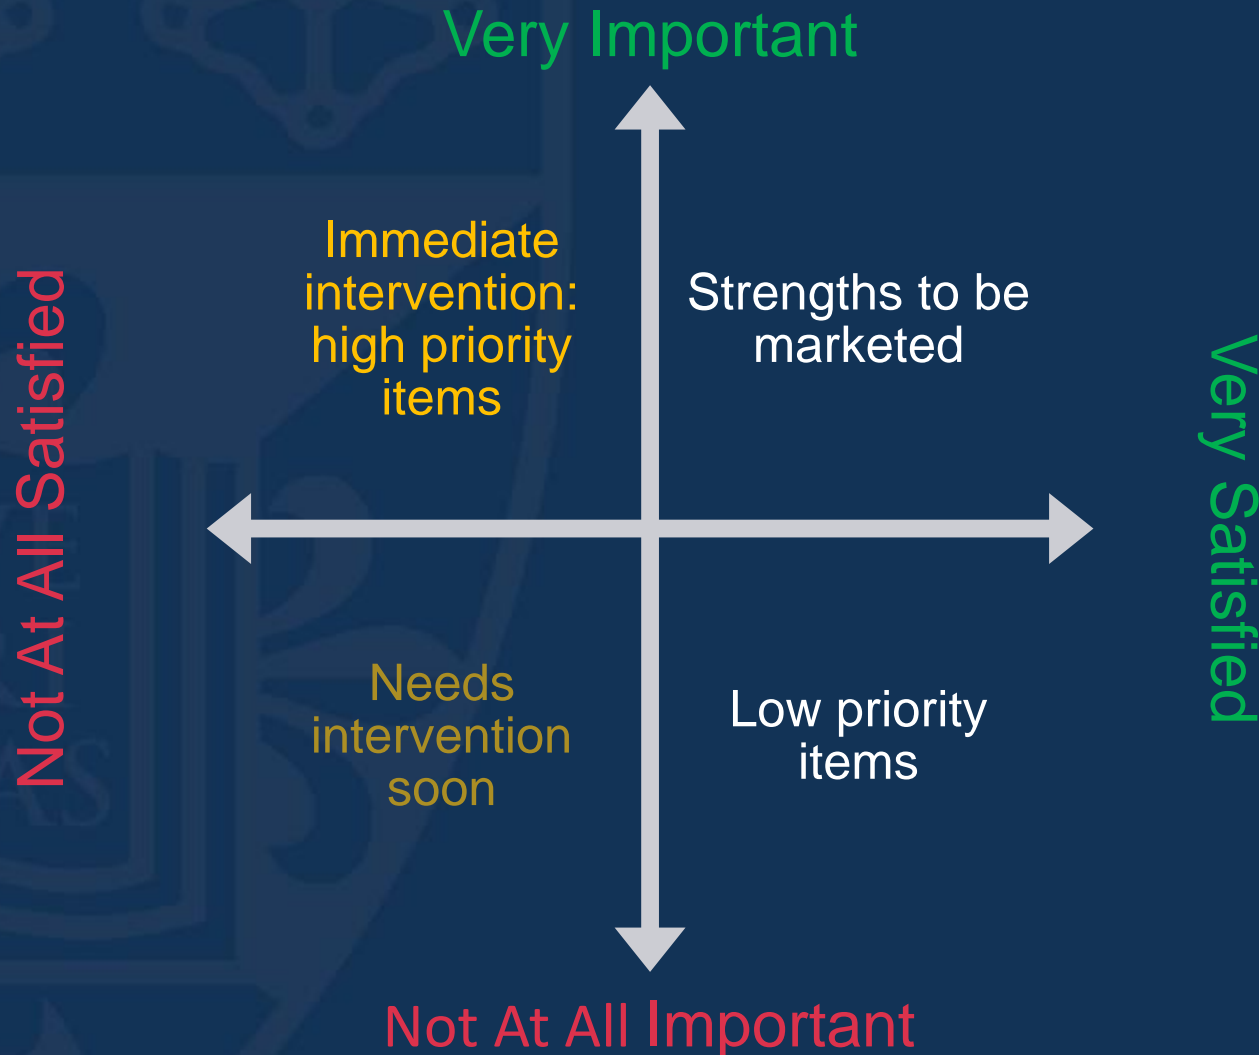 Very Important
Immediate
intervention:
high priority
items
Strengths to be
marketed
Not At All Satisfied
Very Satisfied
Needs
intervention
soon
Low priority
items
Not At All Important